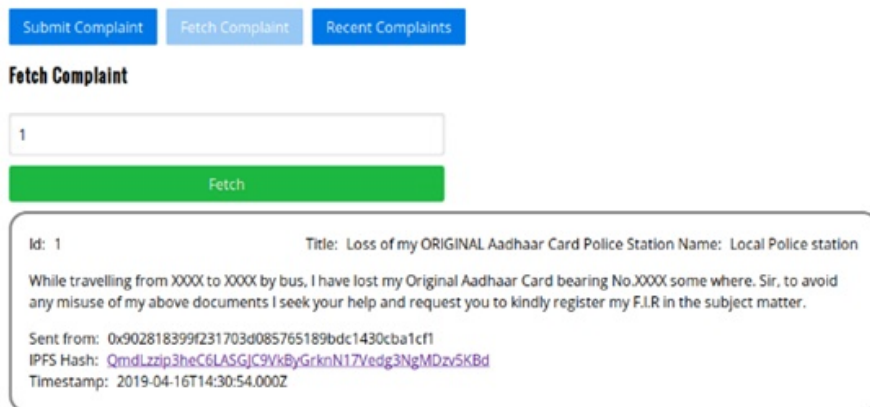 Submit Complaint Fetch Complaint Recent Complaints
Fetch Complaint
1
Fetch
Id: 1 Title: Loss of my ORIGINAL Aadhaar Card Police Station Name: Local Police station
While travelling from XXXX to XXXX by bus, I have lost my Original Aadhaar Card bearing No.XXXX some where. Sir, to avoid
any misuse of my above documents I seek your help and request you to kindly register my F.I.R in the subject matter.
Sent from: 0x902818399f231703d085765189bdc1430cba1cf1
IPFS Hash: QmdLzzip3heC6LASGJC9VkByGrknN17Vedg3NgMDzv5KBd
Timestamp: 2019-04-16T14:30:54.000Z